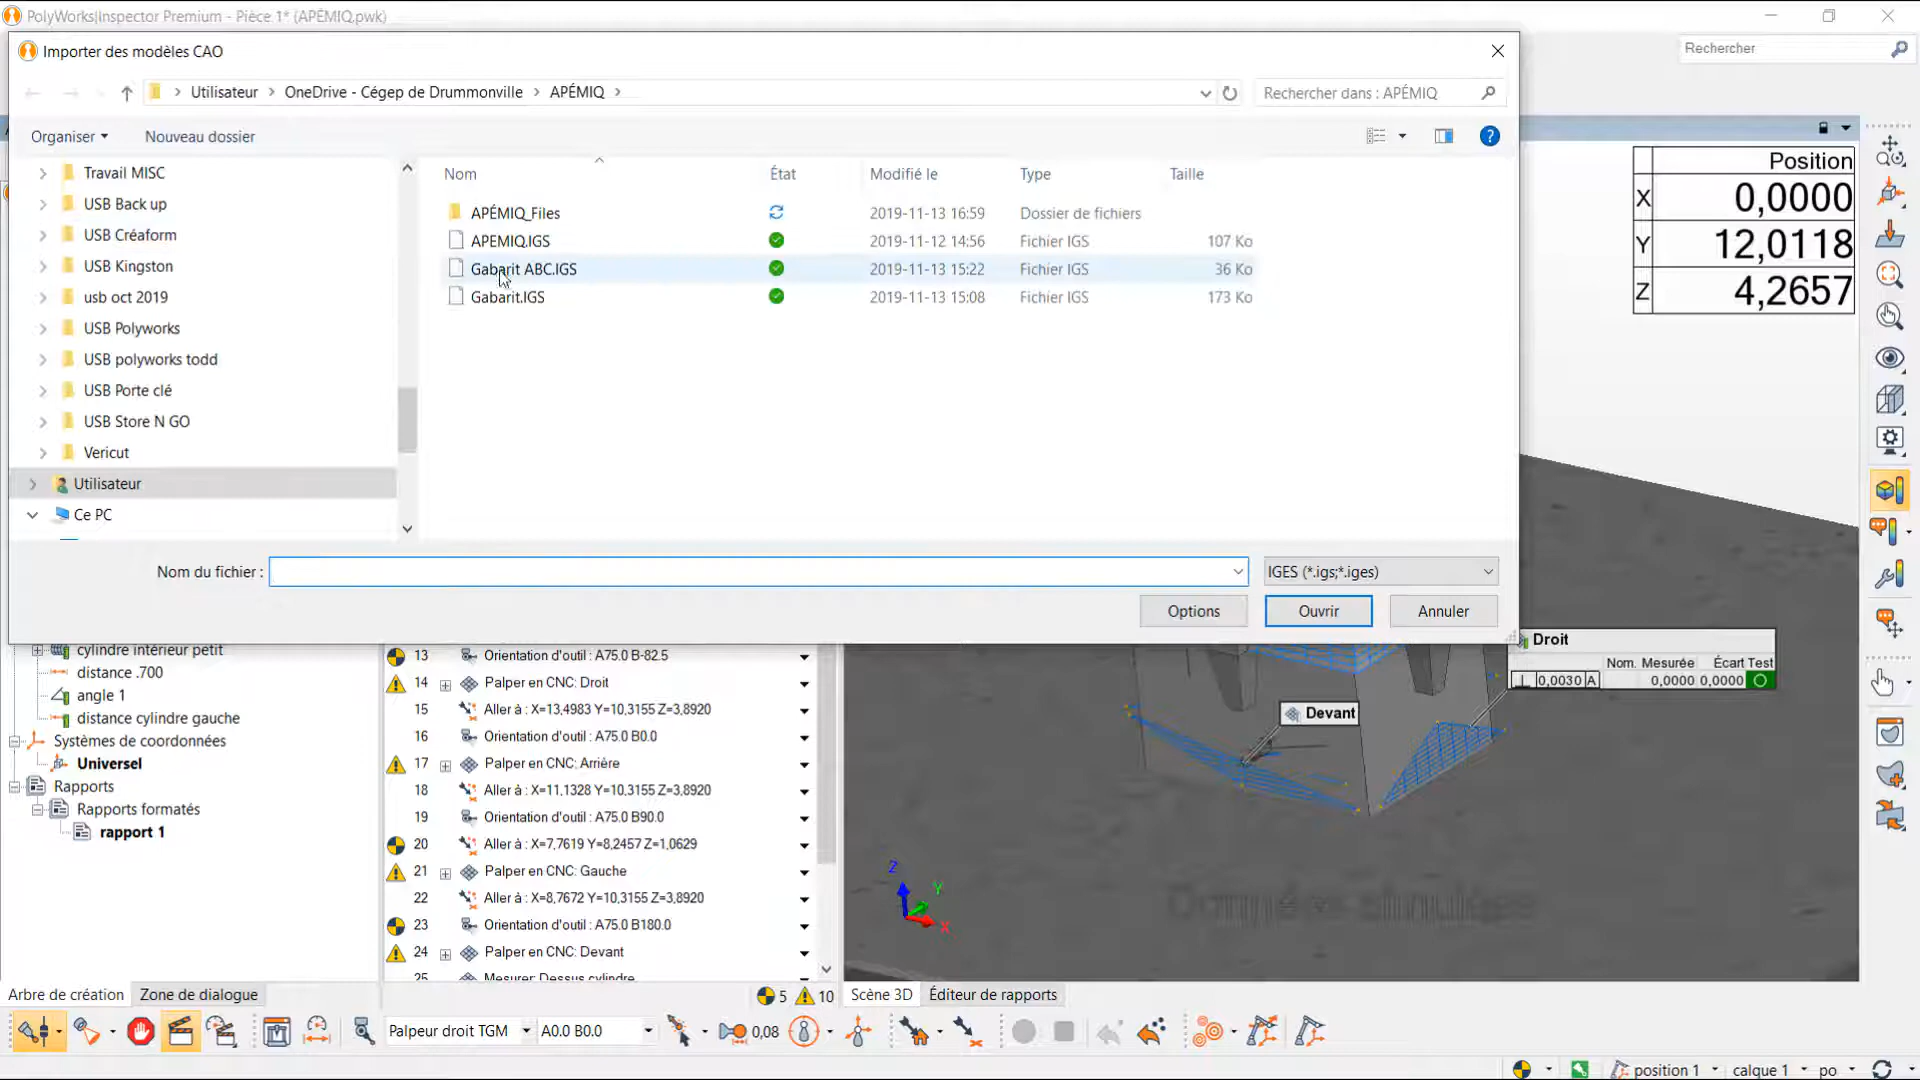 PolyWorks|Inspector Premium - Pièce 1* (APÉMIQ.pwk)
Rechercher
Importer des modèles CAO
Utilisateur > OneDrive - Cégep de Drummonville > APÉMIQ >
Rechercher dans : APÉMIQ
Organiser
Nouveau dossier
Travail MISC
USB Back up
USB Créaform
USB Kingston
usb oct 2019
USB Polyworks
USB polyworks todd
USB Porte clé
USB Store N GO
Vericut
Utilisateur
Ce PC
Nom État Modifié le Type Taille
APÉMIQ_Files 2019-11-13 16:59 Dossier de fichiers
APEMIQ.IGS 2019-11-12 14:56 Fichier IGS 107 Ko
Gabarit ABC.IGS 2019-11-13 15:22 Fichier IGS 36 Ko
Gabarit.IGS 2019-11-13 15:08 Fichier IGS 173 Ko
Nom du fichier :
IGES (*.igs;*.iges)
Options
Ouvrir
Annuler
Position
X 0,0000
Y 12,0118
Z 4,2657
cylindre intérieur petit
distance .700
angle 1
distance cylindre gauche
Systèmes de coordonnées
Universel
Rapports
Rapports formatés
rapport 1
13 Orientation d'outil : A75.0 B-82.5
14 Palper en CNC: Droit
15 Aller à : X=13,4983 Y=10,3155 Z=3,8920
16 Orientation d'outil : A75.0 B0.0
17 Palper en CNC: Arrière
18 Aller à : X=11,1328 Y=10,3155 Z=3,8920
19 Orientation d'outil : A75.0 B90.0
20 Aller à : X=7,7619 Y=8,2457 Z=1,0629
21 Palper en CNC: Gauche
22 Aller à : X=8,7672 Y=10,3155 Z=3,8920
23 Orientation d'outil : A75.0 B180.0
24 Palper en CNC: Devant
25 Mesurer: Dessus cylindre
Droit
Nom. Mesurée Écart Test
0,0030 A 0,0000 0,0000
Devant
Z
Y
X
Données simulées
Arbre de création
Zone de dialogue
5
10
Scène 3D
Éditeur de rapports
Palpeur droit TGM
A0.0 B0.0
0,08
position 1
calque 1
po